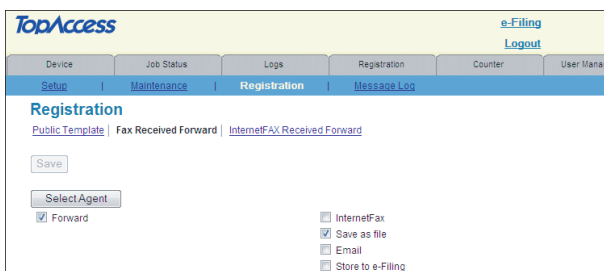 TopAccess
e-Filing
Logout
Device Job Status Logs Registration Counter User Mana
Setup | Maintenance | Registration | Message Log
Registration
Public Template | Fax Received Forward | InternetFAX Received Forward
Save
Select Agent
Forward InternetFax
Save as file
Email
Store to e-Filing